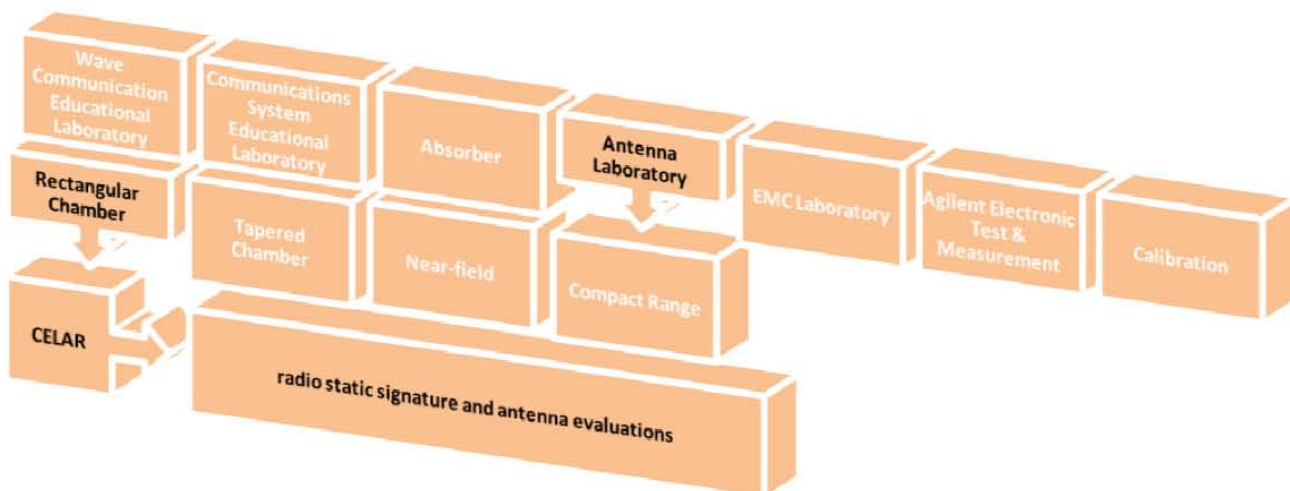 Wave
Communication
Educational
Laboratory
Communications
System
Educational
Laboratory
Absorber
Antenna
Laboratory
EMC Laboratory
Agilent Electronic
Test &
Measurement
Calibration
Rectangular
Chamber
Tapered
Chamber
Near-field
Compact Range
CELAR
radio static signature and antenna evaluations